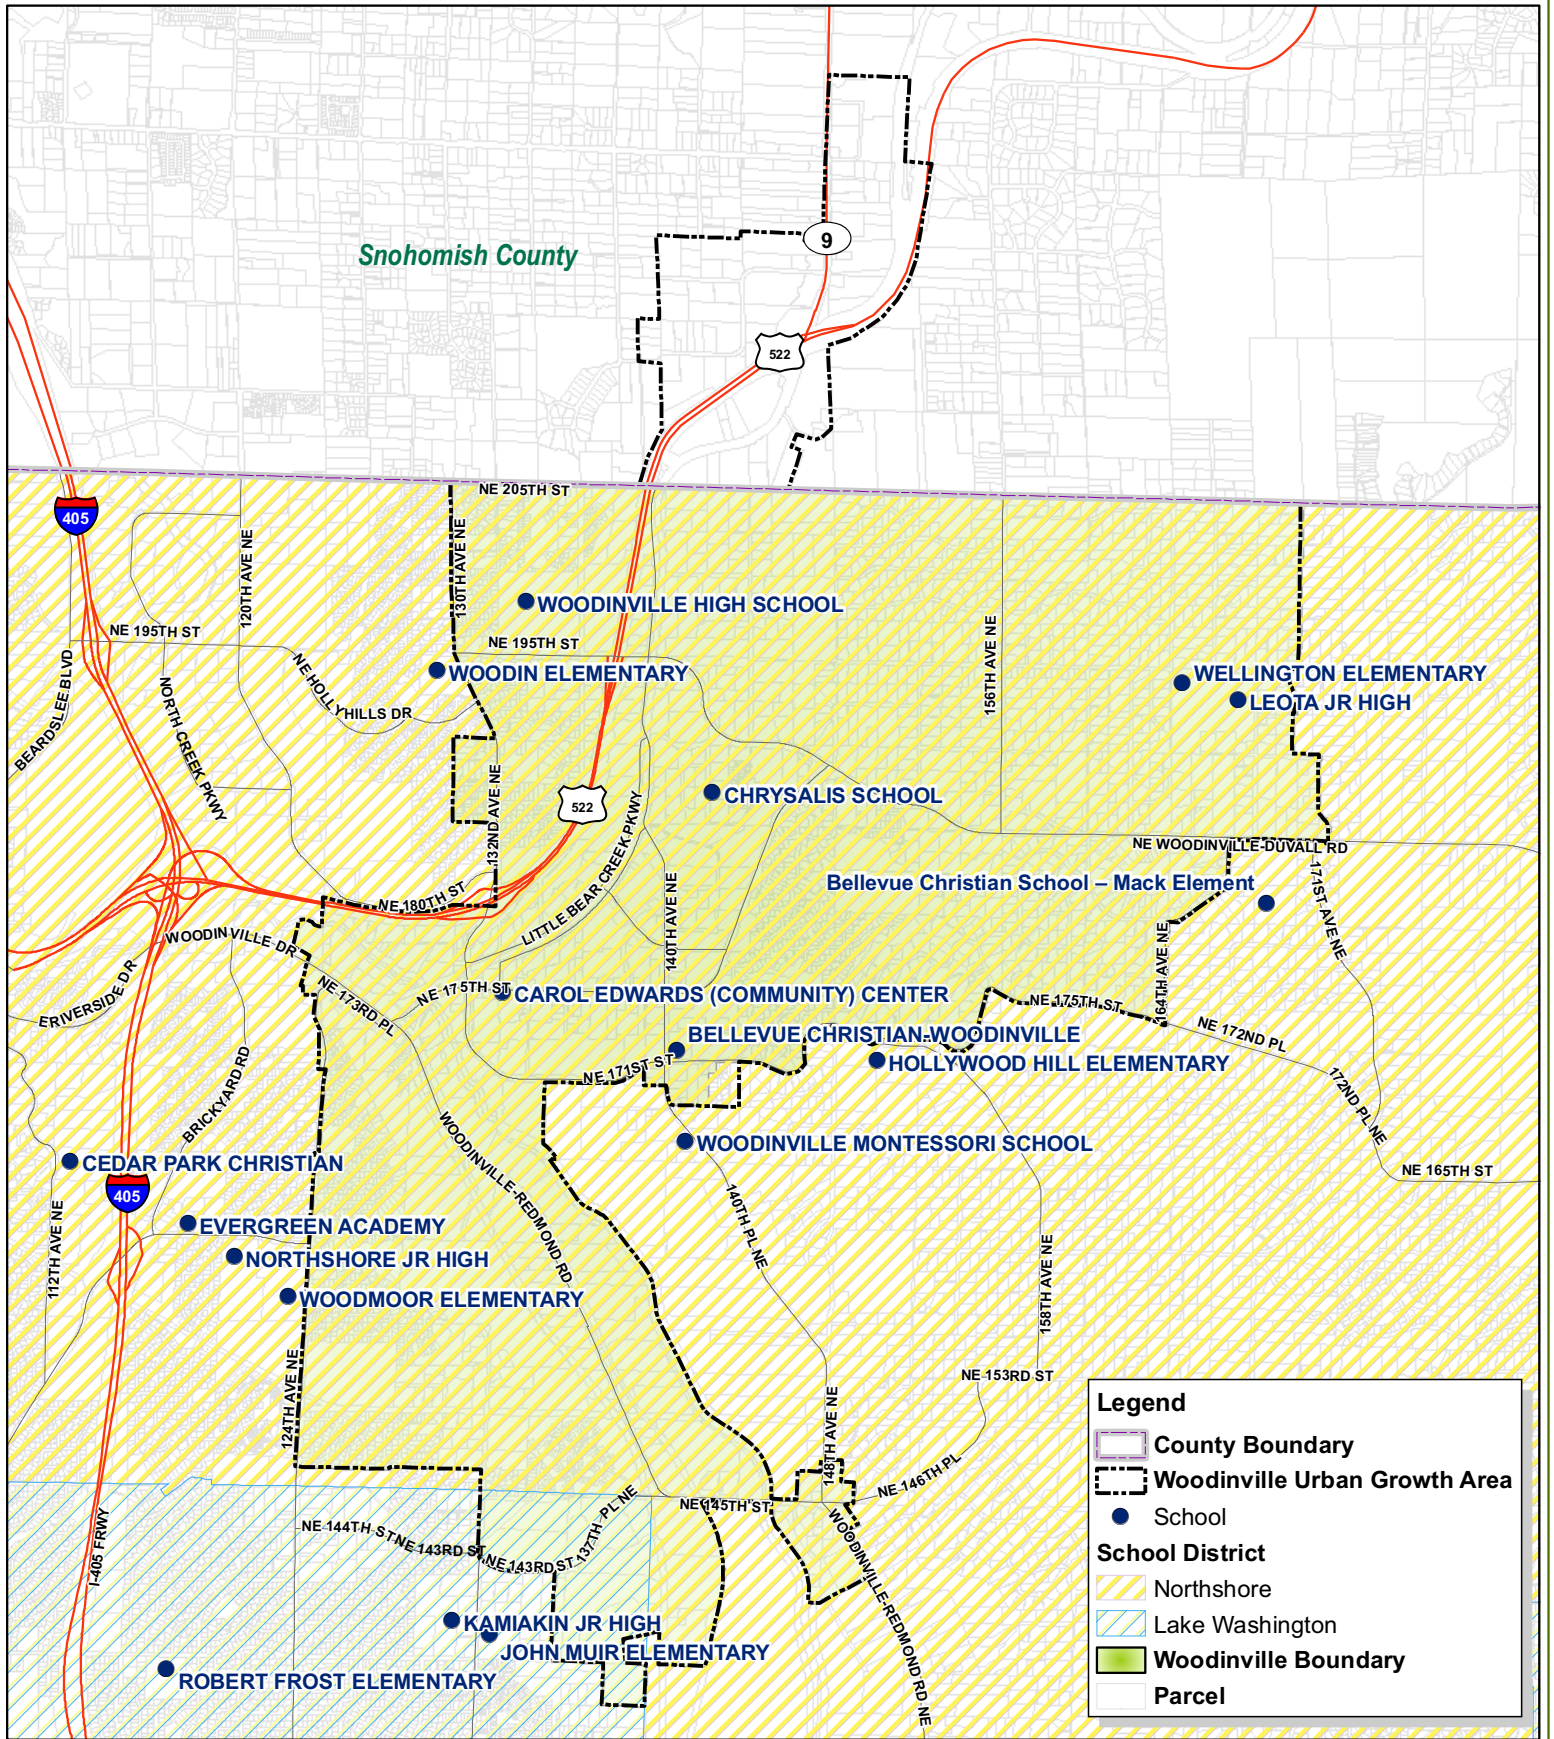 9
Snohomish County
522
NE 205TH ST
405
120TH AVE NE
130TH AVE NE
WOODINVILLE HIGH SCHOOL
NE 195TH ST
NE 195TH ST
156TH AVE NE
BEARDSLEE BLVD
NORTH CREEK PKWY
NE HOLLYHILLS DR
WOODIN ELEMENTARY
WELLINGTON ELEMENTARY
LEOTA JR HIGH
CHRYSALIS SCHOOL
522
132ND AVE NE
LITTLE BEAR CREEK PKWY
NE WOODINVILLE-DUVALL RD
Bellevue Christian School – Mack Element
171ST AVE NE
NE 180TH ST
140TH AVE NE
164TH AVE NE
WOODINVILLE DR
ERIVERSIDE DR
NE 173RD PL
NE 175TH ST
CAROL EDWARDS (COMMUNITY) CENTER
NE 175TH ST
NE 172ND PL
BELLEVUE CHRISTIAN-WOODINVILLE
HOLLYWOOD HILL ELEMENTARY
NE 171ST ST
BRICKYARD RD
172ND PL NE
WOODINVILLE-REDMOND RD
WOODINVILLE MONTESSORI SCHOOL
CEDAR PARK CHRISTIAN
NE 165TH ST
405
112TH AVE NE
EVERGREEN ACADEMY
140TH PL NE
158TH AVE NE
NORTHSHORE JR HIGH
WOODMOOR ELEMENTARY
124TH AVE NE
NE 153RD ST
148TH AVE NE
NE 146TH PL
NE 145TH ST
I-405 FRWY
NE 144TH ST
NE 143RD ST
NE 143RD ST
137TH PL NE
WOODINVILLE-REDMOND RD NE
KAMIAKIN JR HIGH
JOHN MUIR ELEMENTARY
ROBERT FROST ELEMENTARY
Legend
County Boundary
Woodinville Urban Growth Area
School
School District
Northshore
Lake Washington
Woodinville Boundary
Parcel